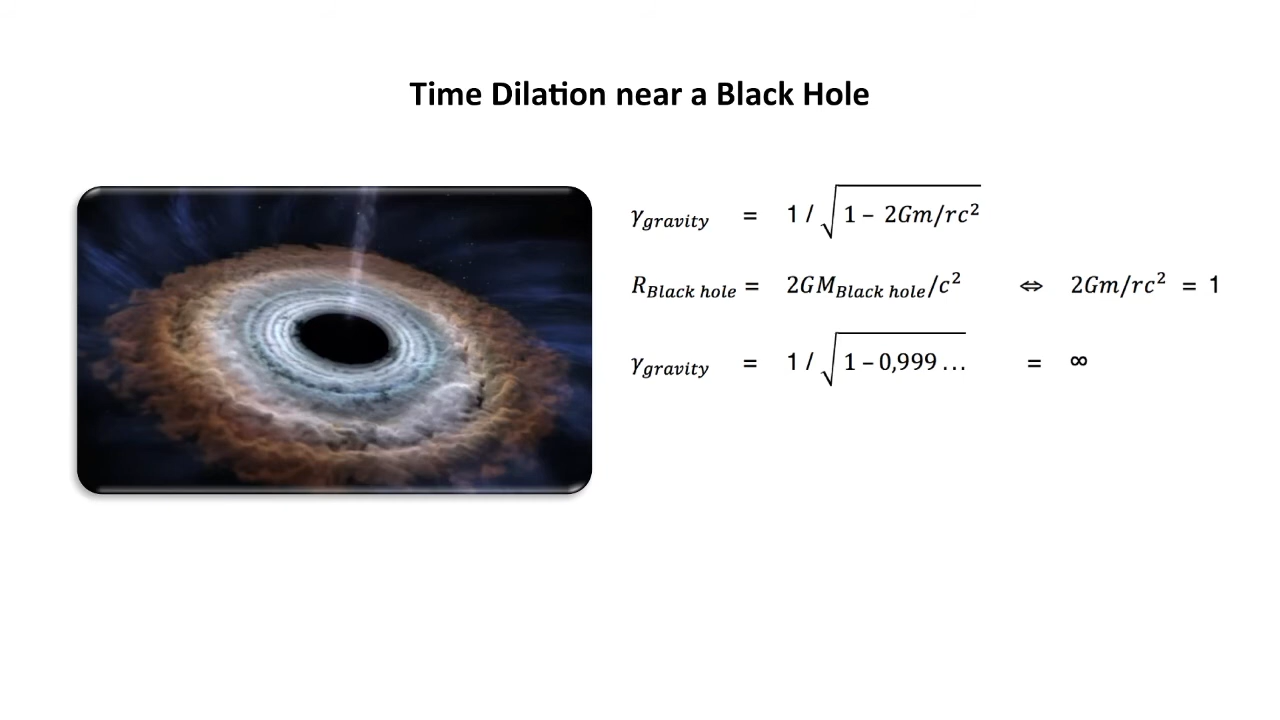 Time Dilation near a Black Hole
γgravity = 1 / √1 – 2Gm/rc²
RBlack hole = 2GMBlack hole/c² ⇔ 2Gm/rc² = 1
γgravity = 1 / √1 – 0,999 … = ∞